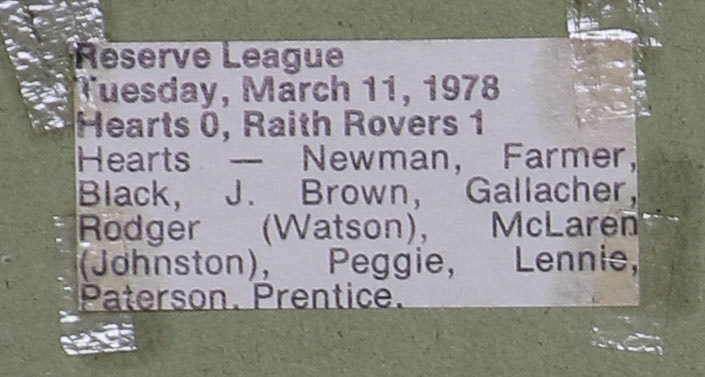 Reserve League
Tuesday, March 11, 1978
Hearts 0, Raith Rovers 1
Hearts — Newman, Farmer,
Black, J. Brown, Gallacher,
Rodger (Watson), McLaren
(Johnston), Peggie, Lennie,
Paterson, Prentice.